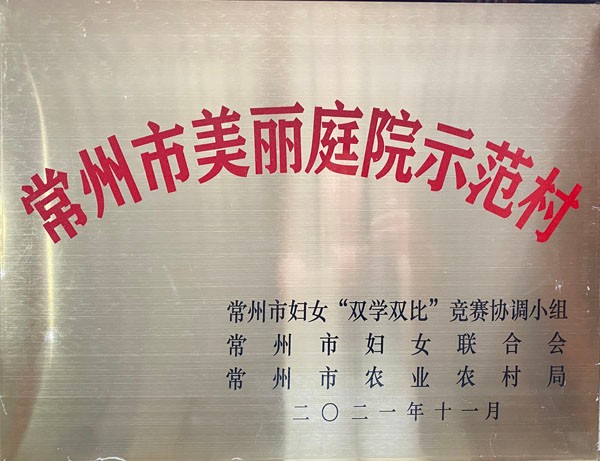 常州市美丽庭院示范村
常州市妇女“双学双比”竞赛协调小组
常州市妇女联合会
常州市农业农村局
二〇二一年十一月